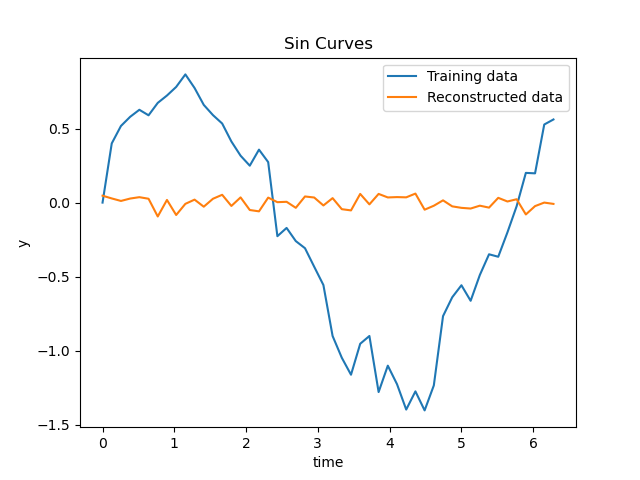 Sin Curves
Training data
Reconstructed data
0.5
0.0
−0.5
−1.0
−1.5
y
0 1 2 3 4 5 6
time